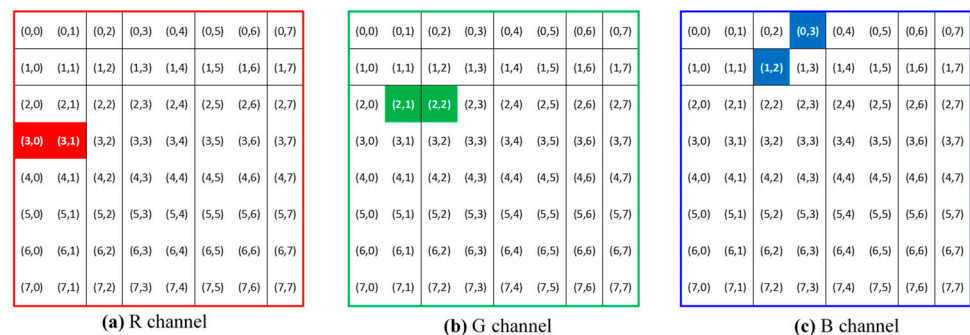 (0,0) (0,1) (0,2) (0,3) (0,4) (0,5) (0,6) (0,7)
(1,0) (1,1) (1,2) (1,3) (1,4) (1,5) (1,6) (1,7)
(2,0) (2,1) (2,2) (2,3) (2,4) (2,5) (2,6) (2,7)
(3,0) (3,1) (3,2) (3,3) (3,4) (3,5) (3,6) (3,7)
(4,0) (4,1) (4,2) (4,3) (4,4) (4,5) (4,6) (4,7)
(5,0) (5,1) (5,2) (5,3) (5,4) (5,5) (5,6) (5,7)
(6,0) (6,1) (6,2) (6,3) (6,4) (6,5) (6,6) (6,7)
(7,0) (7,1) (7,2) (7,3) (7,4) (7,5) (7,6) (7,7)
(a) R channel
(0,0) (0,1) (0,2) (0,3) (0,4) (0,5) (0,6) (0,7)
(1,0) (1,1) (1,2) (1,3) (1,4) (1,5) (1,6) (1,7)
(2,0) (2,1) (2,2) (2,3) (2,4) (2,5) (2,6) (2,7)
(3,0) (3,1) (3,2) (3,3) (3,4) (3,5) (3,6) (3,7)
(4,0) (4,1) (4,2) (4,3) (4,4) (4,5) (4,6) (4,7)
(5,0) (5,1) (5,2) (5,3) (5,4) (5,5) (5,6) (5,7)
(6,0) (6,1) (6,2) (6,3) (6,4) (6,5) (6,6) (6,7)
(7,0) (7,1) (7,2) (7,3) (7,4) (7,5) (7,6) (7,7)
(b) G channel
(0,0) (0,1) (0,2) (0,3) (0,4) (0,5) (0,6) (0,7)
(1,0) (1,1) (1,2) (1,3) (1,4) (1,5) (1,6) (1,7)
(2,0) (2,1) (2,2) (2,3) (2,4) (2,5) (2,6) (2,7)
(3,0) (3,1) (3,2) (3,3) (3,4) (3,5) (3,6) (3,7)
(4,0) (4,1) (4,2) (4,3) (4,4) (4,5) (4,6) (4,7)
(5,0) (5,1) (5,2) (5,3) (5,4) (5,5) (5,6) (5,7)
(6,0) (6,1) (6,2) (6,3) (6,4) (6,5) (6,6) (6,7)
(7,0) (7,1) (7,2) (7,3) (7,4) (7,5) (7,6) (7,7)
(c) B channel